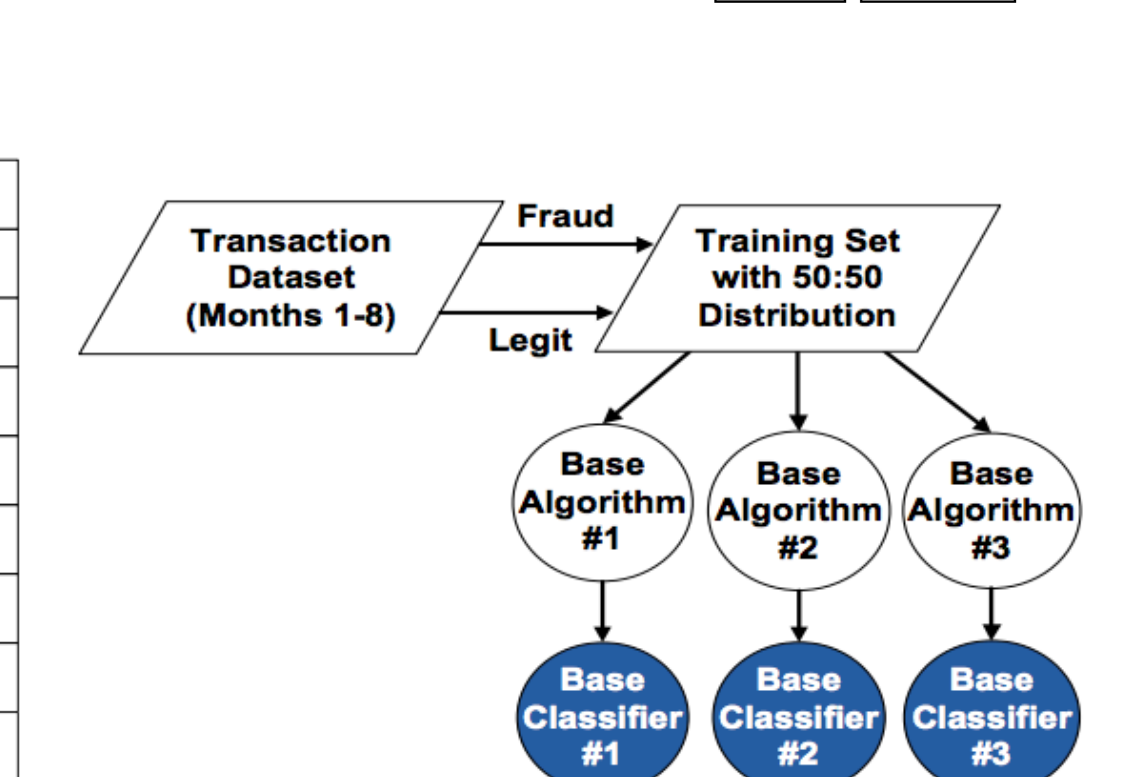 Fraud
Transaction
Dataset
(Months 1-8)
Legit
Training Set
with 50:50
Distribution
Base
Algorithm
#1
Base
Algorithm
#2
Base
Algorithm
#3
Base
Classifier
#1
Base
Classifier
#2
Base
Classifier
#3